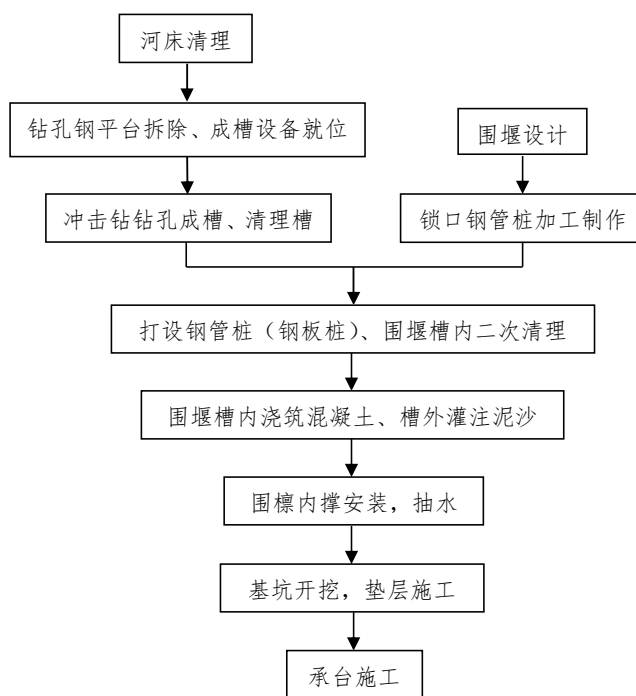 河床清理
钻孔钢平台拆除、成槽设备就位
围堰设计
冲击钻钻孔成槽、清理槽
锁口钢管桩加工制作
打设钢管桩（钢板桩）、围堰槽内二次清理
围堰槽内浇筑混凝土、槽外灌注泥沙
围檩内撑安装，抽水
基坑开挖，垫层施工
承台施工